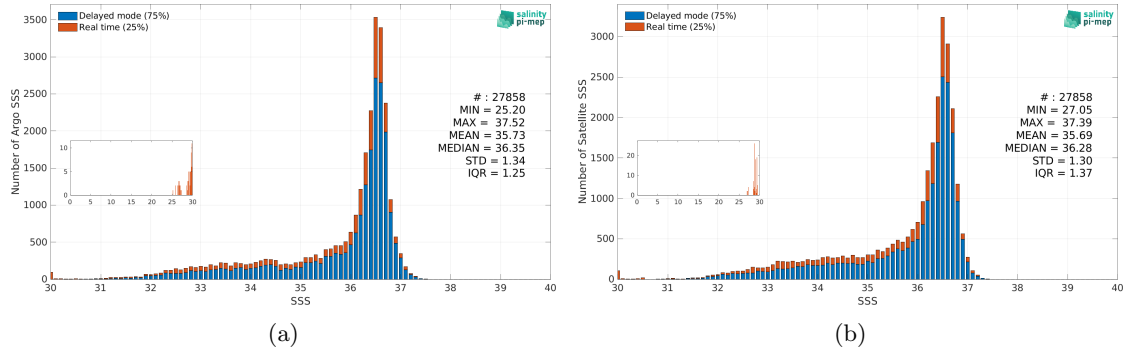 Delayed mode (75%)
Real time (25%)
salinity
pi-mep
Number of Argo SSS
3500
3000
2500
2000
1500
1000
500
0
# : 27858
MIN = 25.20
MAX = 37.52
MEAN = 35.73
MEDIAN = 36.35
STD = 1.34
IQR = 1.25
10
5
0
0 5 10 15 20 25 30
30 31 32 33 34 35 36 37 38 39 40
SSS
(a)
Delayed mode (75%)
Real time (25%)
salinity
pi-mep
Number of Satellite SSS
3000
2500
2000
1500
1000
500
0
# : 27858
MIN = 27.05
MAX = 37.39
MEAN = 35.69
MEDIAN = 36.28
STD = 1.30
IQR = 1.37
20
10
0
0 5 10 15 20 25 30
30 31 32 33 34 35 36 37 38 39 40
SSS
(b)